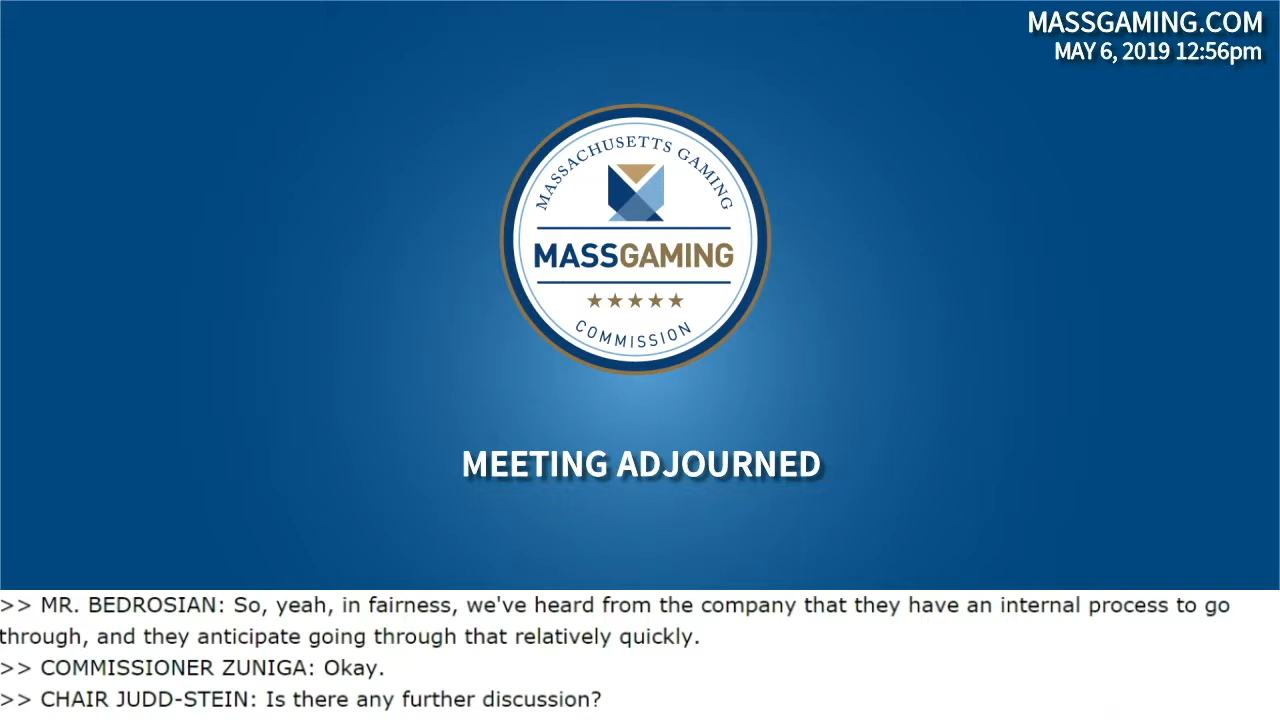 MASSGAMING.COM
MAY 6, 2019 12:56pm
MASSACHUSETTS GAMING
MASSGAMING
COMMISSION
MEETING ADJOURNED
>> MR. BEDROSIAN: So, yeah, in fairness, we've heard from the company that they have an internal process to go
through, and they anticipate going through that relatively quickly.
>> COMMISSIONER ZUNIGA: Okay.
>> CHAIR JUDD-STEIN: Is there any further discussion?